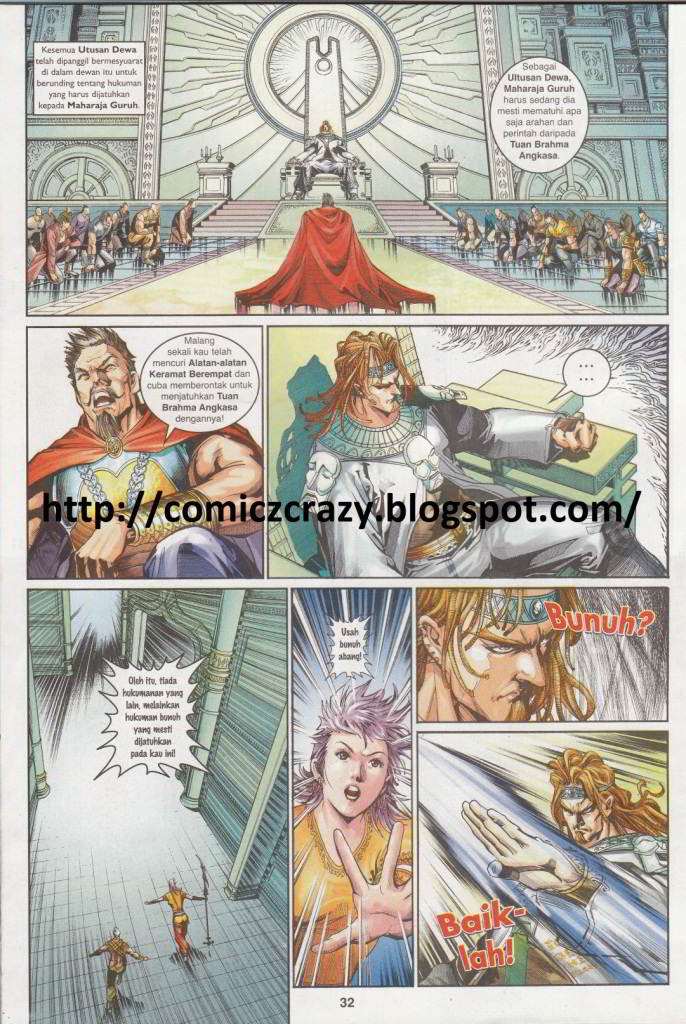 Kesemua Utusan Dewa
telah dipanggil bermesyuarat
di dalam dewan itu untuk
berunding tentang hukuman
yang harus dijatuhkan
kepada Maharaja Guruh.
Sebagai
Ultusan Dewa,
Maharaja Guruh
harus sedang dia
mesti mematuhi apa
saja arahan dan
perintah daripada
Tuan Brahma
Angkasa.
Malang
sekali kau telah
mencuri Alatan-alatan
Keramat Berempat dan
cuba memberontak untuk
menjatuhkan Tuan
Brahma Angkasa
dengannya!
...
...
http://comiczcrazy.blogspot.com/
Oleh itu, tiada
hukumanan yang
lain, melainkan
hukuman bunuh
yang mesti
dijatuhkan
pada kau ini!
Usah
bunuh
abang!
Bunuh?
Baik-
lah!
32